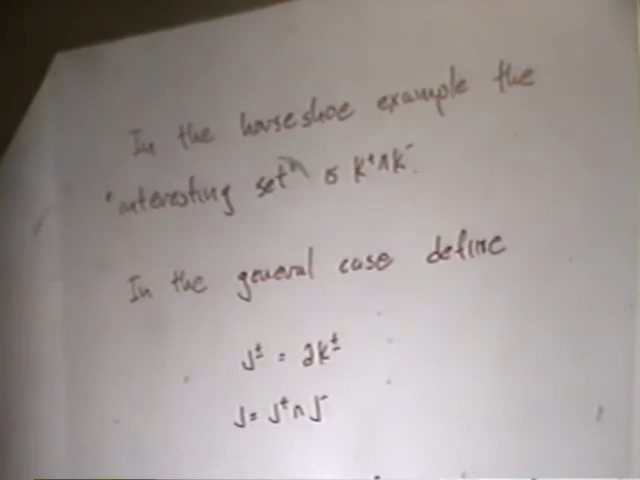 In the horseshoe example the
"interesting set" is K⁺∩K⁻.
In the general case define
J± = ∂K±
J = J⁺∩J⁻